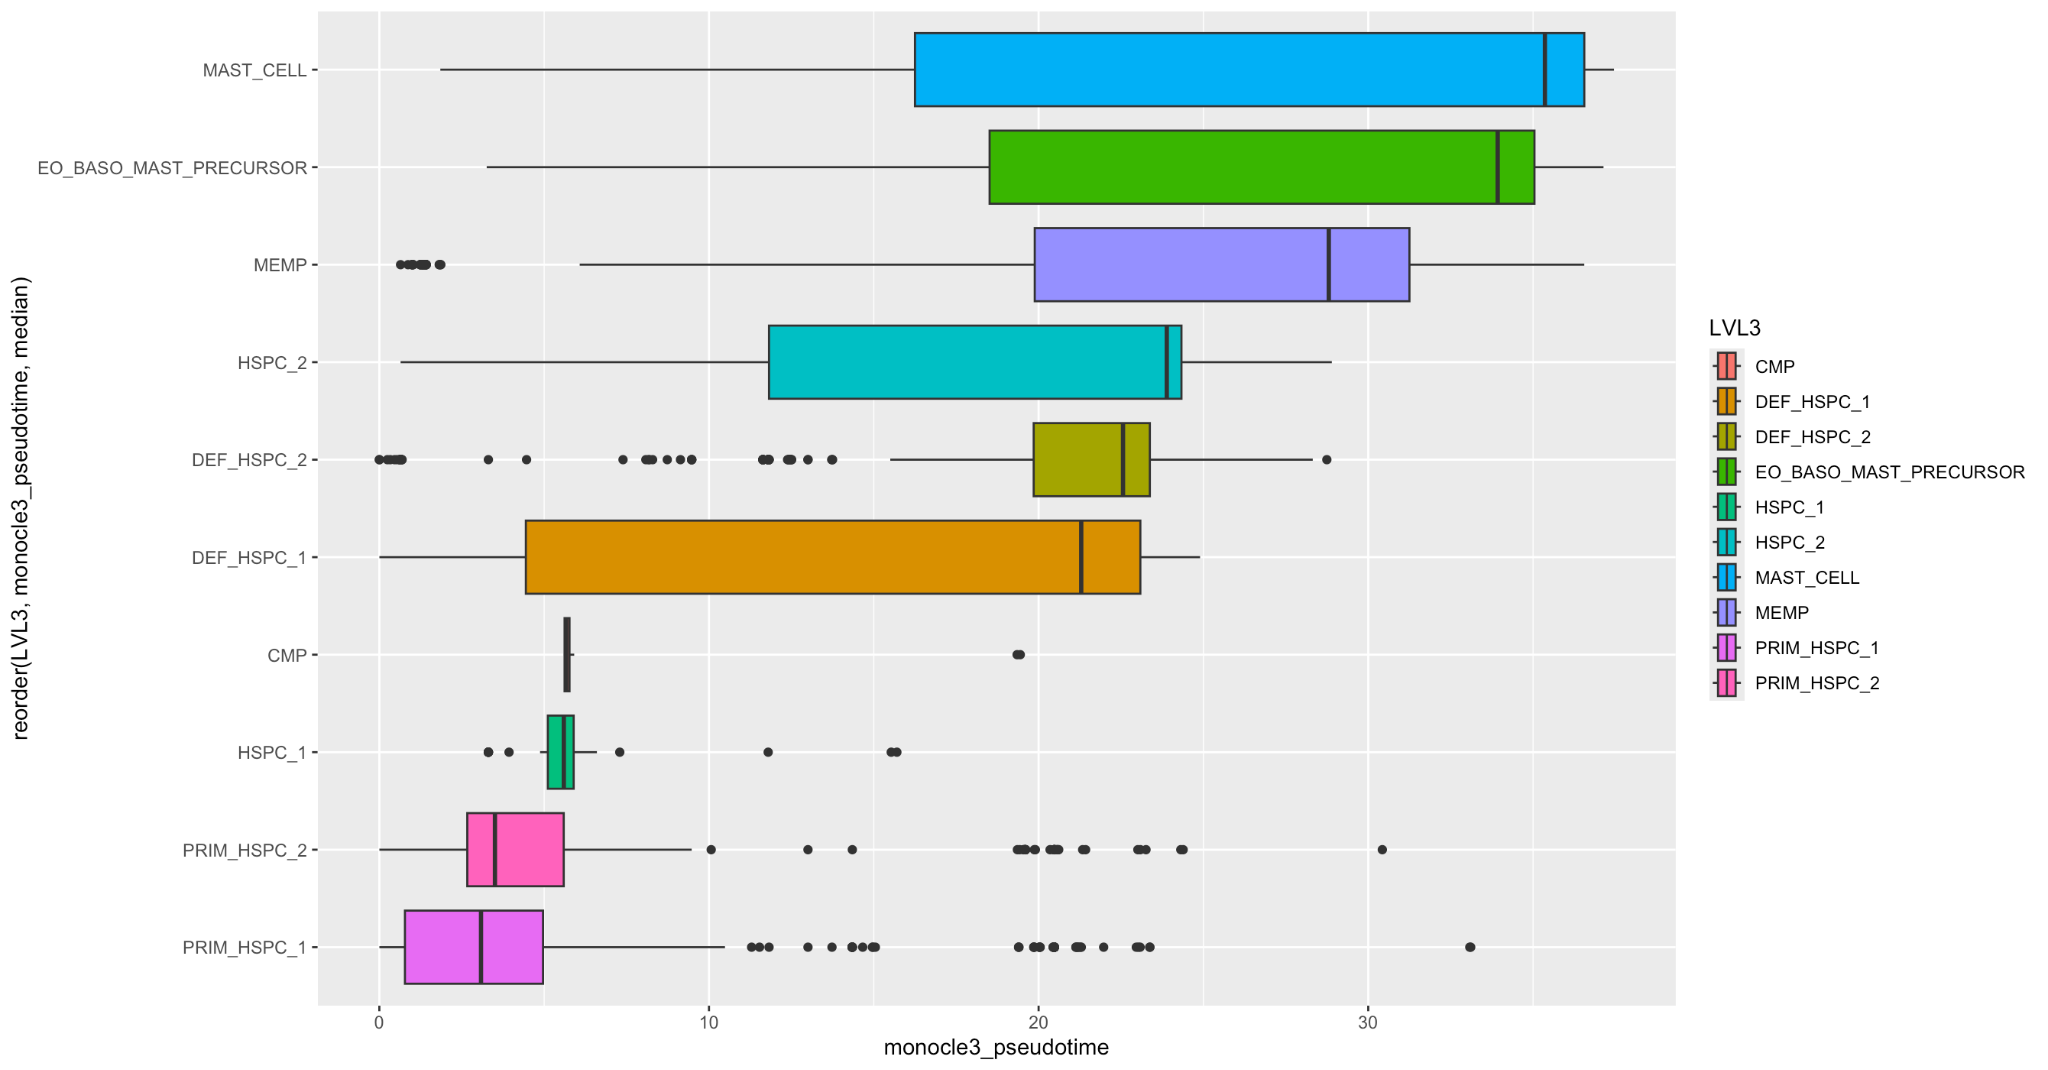 MAST_CELL
EO_BASO_MAST_PRECURSOR
MEMP
HSPC_2
DEF_HSPC_2
DEF_HSPC_1
CMP
HSPC_1
PRIM_HSPC_2
PRIM_HSPC_1
reorder(LVL3, monocle3_pseudotime, median)
0 10 20 30
monocle3_pseudotime
LVL3
CMP
DEF_HSPC_1
DEF_HSPC_2
EO_BASO_MAST_PRECURSOR
HSPC_1
HSPC_2
MAST_CELL
MEMP
PRIM_HSPC_1
PRIM_HSPC_2